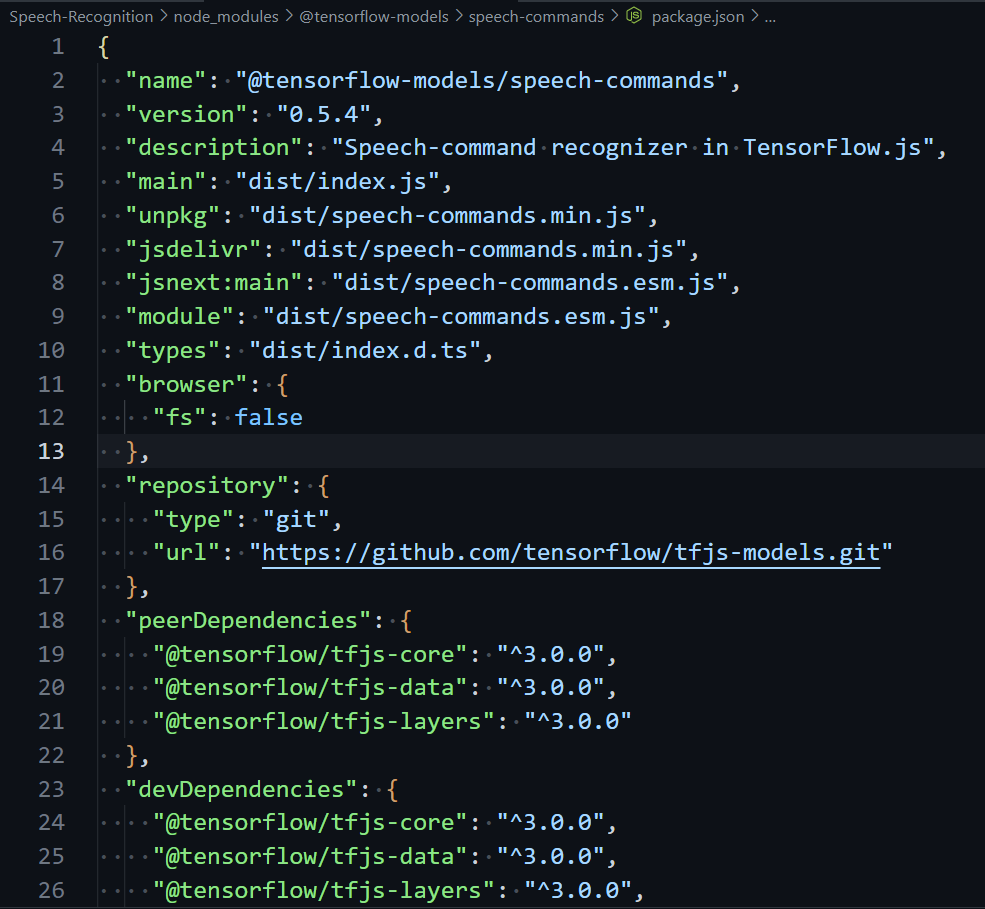 Speech-Recognition > node_modules > @tensorflow-models > speech-commands > JS package.json > ...
1 {
2 "name": "@tensorflow-models/speech-commands",
3 "version": "0.5.4",
4 "description": "Speech-command recognizer in TensorFlow.js",
5 "main": "dist/index.js",
6 "unpkg": "dist/speech-commands.min.js",
7 "jsdelivr": "dist/speech-commands.min.js",
8 "jsnext:main": "dist/speech-commands.esm.js",
9 "module": "dist/speech-commands.esm.js",
10 "types": "dist/index.d.ts",
11 "browser": {
12 "fs": false
13 },
14 "repository": {
15 "type": "git",
16 "url": "https://github.com/tensorflow/tfjs-models.git"
17 },
18 "peerDependencies": {
19 "@tensorflow/tfjs-core": "^3.0.0",
20 "@tensorflow/tfjs-data": "^3.0.0",
21 "@tensorflow/tfjs-layers": "^3.0.0"
22 },
23 "devDependencies": {
24 "@tensorflow/tfjs-core": "^3.0.0",
25 "@tensorflow/tfjs-data": "^3.0.0",
26 "@tensorflow/tfjs-layers": "^3.0.0",